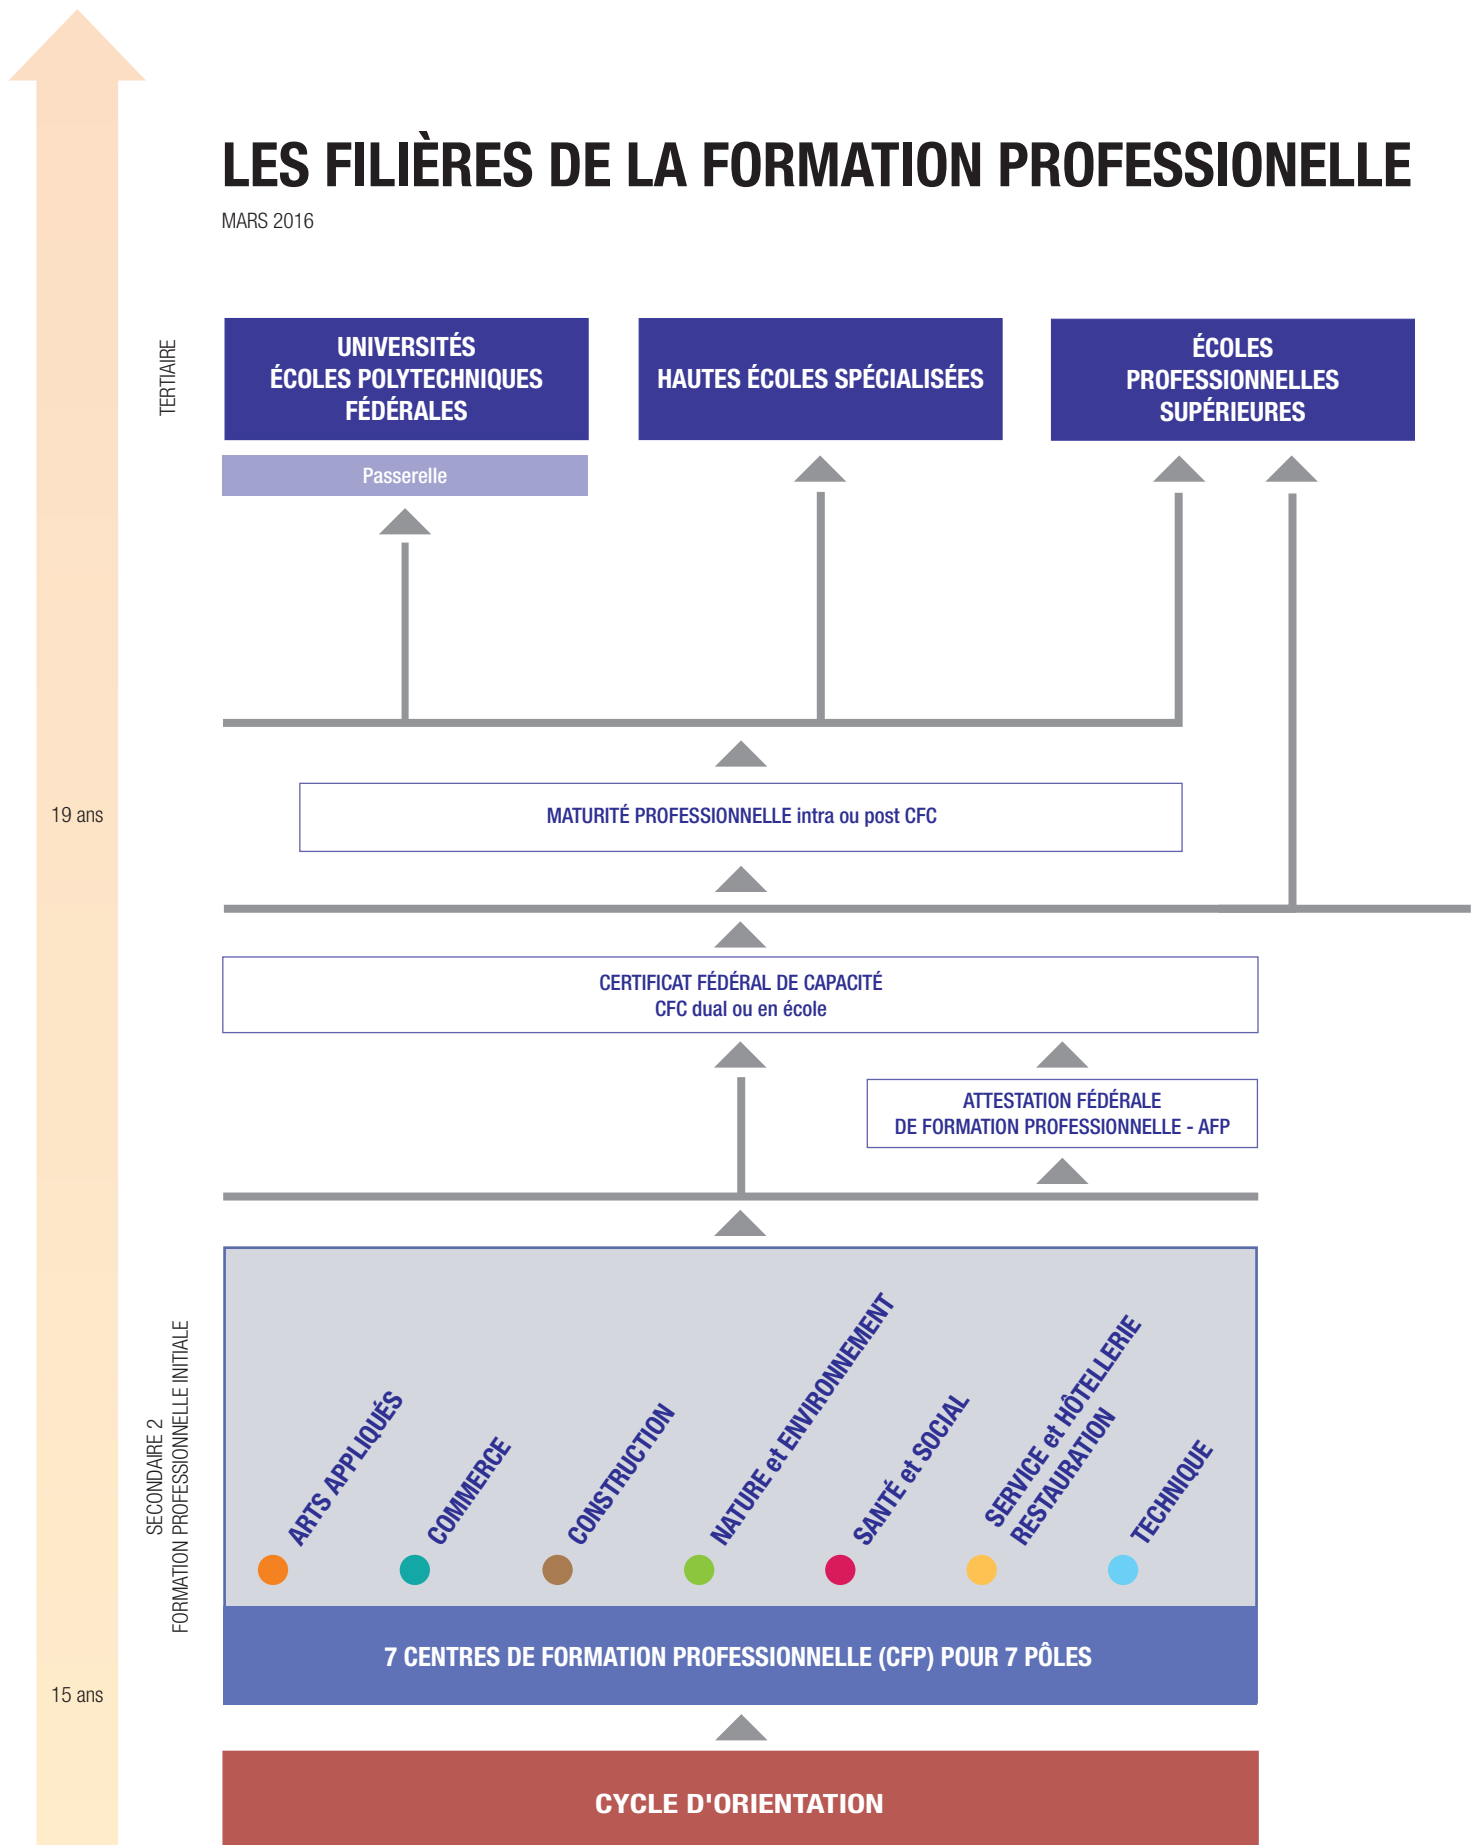 LES FILIÈRES DE LA FORMATION PROFESSIONELLE
MARS 2016
TERTIAIRE
UNIVERSITÉS
ÉCOLES POLYTECHNIQUES
FÉDÉRALES
HAUTES ÉCOLES SPÉCIALISÉES
ÉCOLES
PROFESSIONNELLES
SUPÉRIEURES
Passerelle
19 ans
MATURITÉ PROFESSIONNELLE intra ou post CFC
CERTIFICAT FÉDÉRAL DE CAPACITÉ
CFC dual ou en école
ATTESTATION FÉDÉRALE
DE FORMATION PROFESSIONNELLE - AFP
SECONDAIRE 2
FORMATION PROFESSIONNELLE INITIALE
ARTS APPLIQUÉS
COMMERCE
CONSTRUCTION
NATURE et ENVIRONNEMENT
SANTÉ et SOCIAL
SERVICE et HÔTELLERIE
RESTAURATION
TECHNIQUE
7 CENTRES DE FORMATION PROFESSIONNELLE (CFP) POUR 7 PÔLES
15 ans
CYCLE D'ORIENTATION